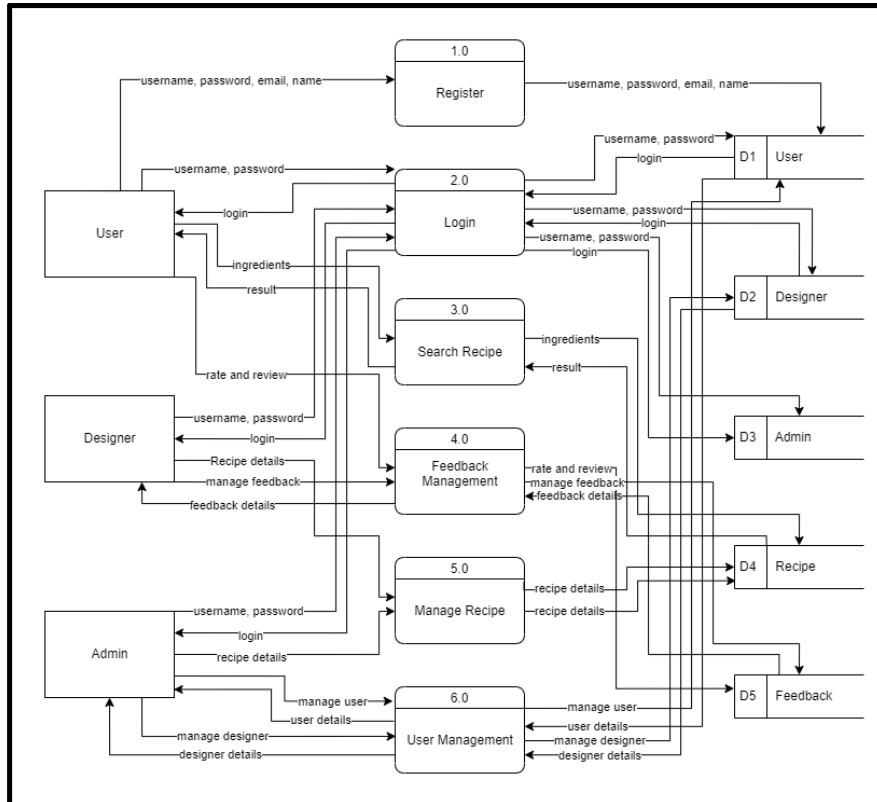 1.0
Register
username, password, email, name
username, password, email, name
username, password
D1
User
username, password
2.0
login
login
Login
User
username, password
login
username, password
login
ingredients
result
D2
Designer
3.0
Search Recipe
ingredients
result
rate and review
username, password
Designer
login
4.0
D3
Admin
Recipe details
Feedback
Management
rate and review
manage feedback
manage feedback
feedback details
feedback details
5.0
D4
Recipe
recipe details
username, password
Manage Recipe
recipe details
login
Admin
recipe details
6.0
D5
Feedback
manage user
manage user
user details
user details
manage designer
User Management
manage designer
designer details
designer details